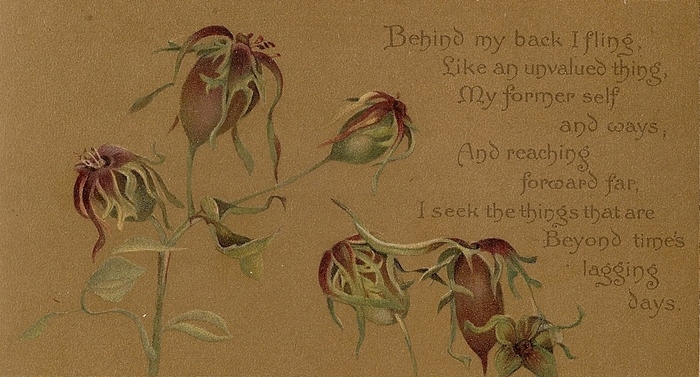 Behind my back I fling,
Like an unvalued thing,
My former self
and ways,
And reaching
forward far,
I seek the things that are
Beyond time's
lagging
days.